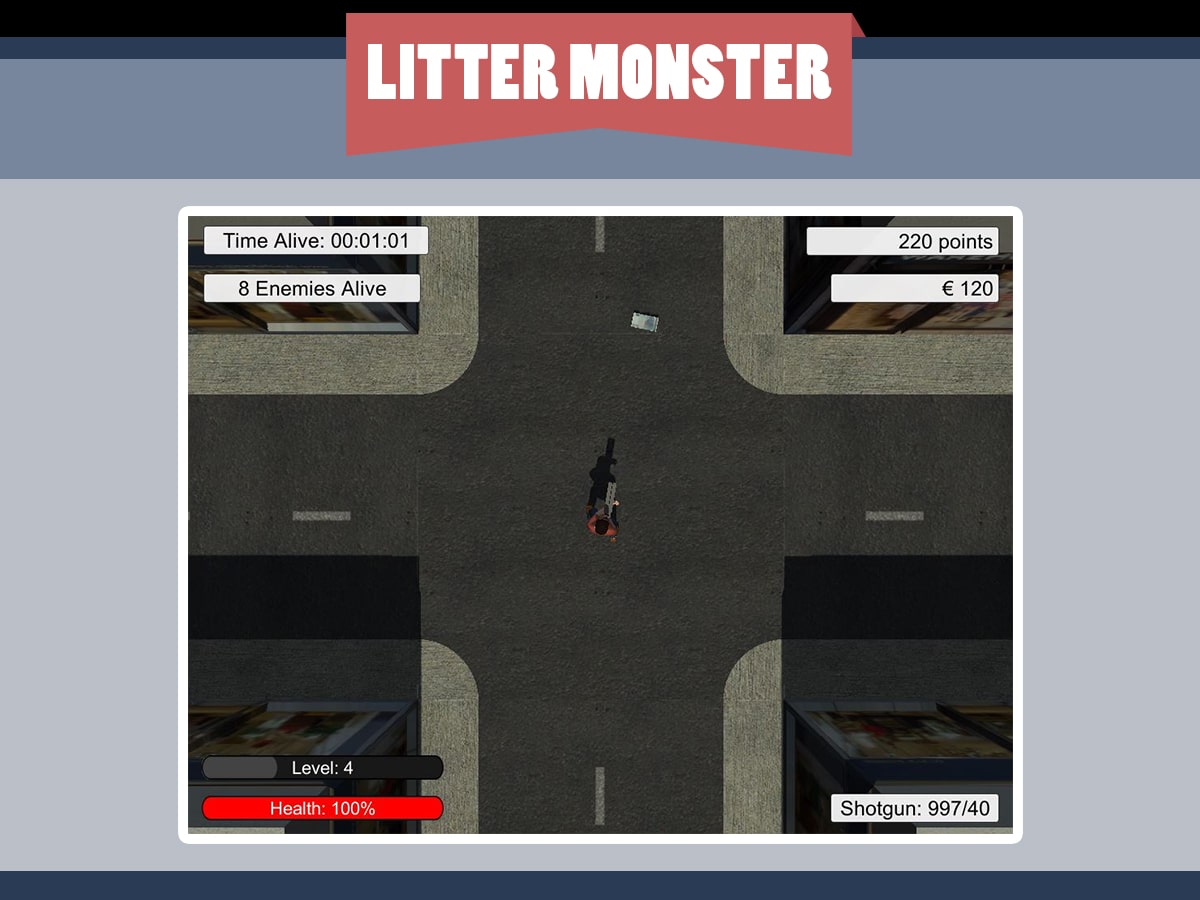 LITTER MONSTER
Time Alive: 00:01:01
220 points
8 Enemies Alive
€ 120
Level: 4
Health: 100%
Shotgun: 997/40